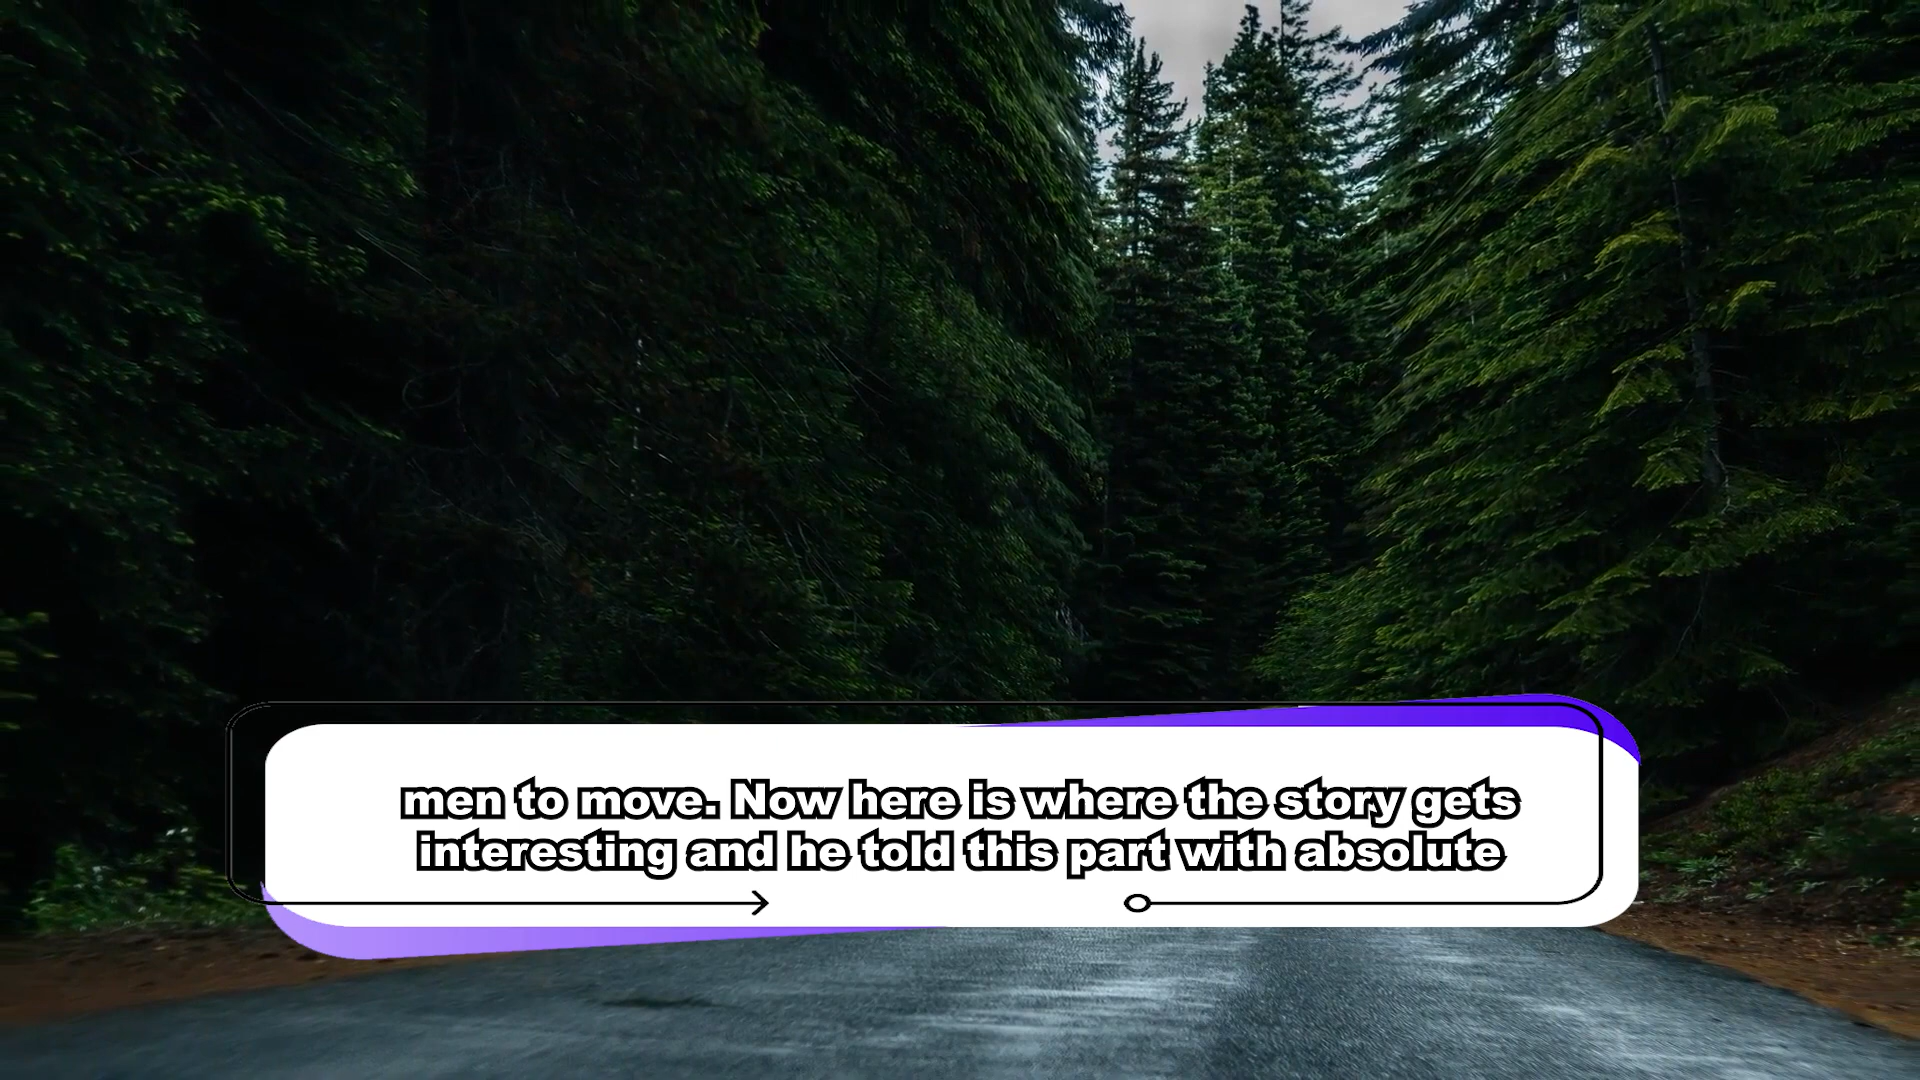 men to move. Now here is where the story gets
interesting and he told this part with absolute